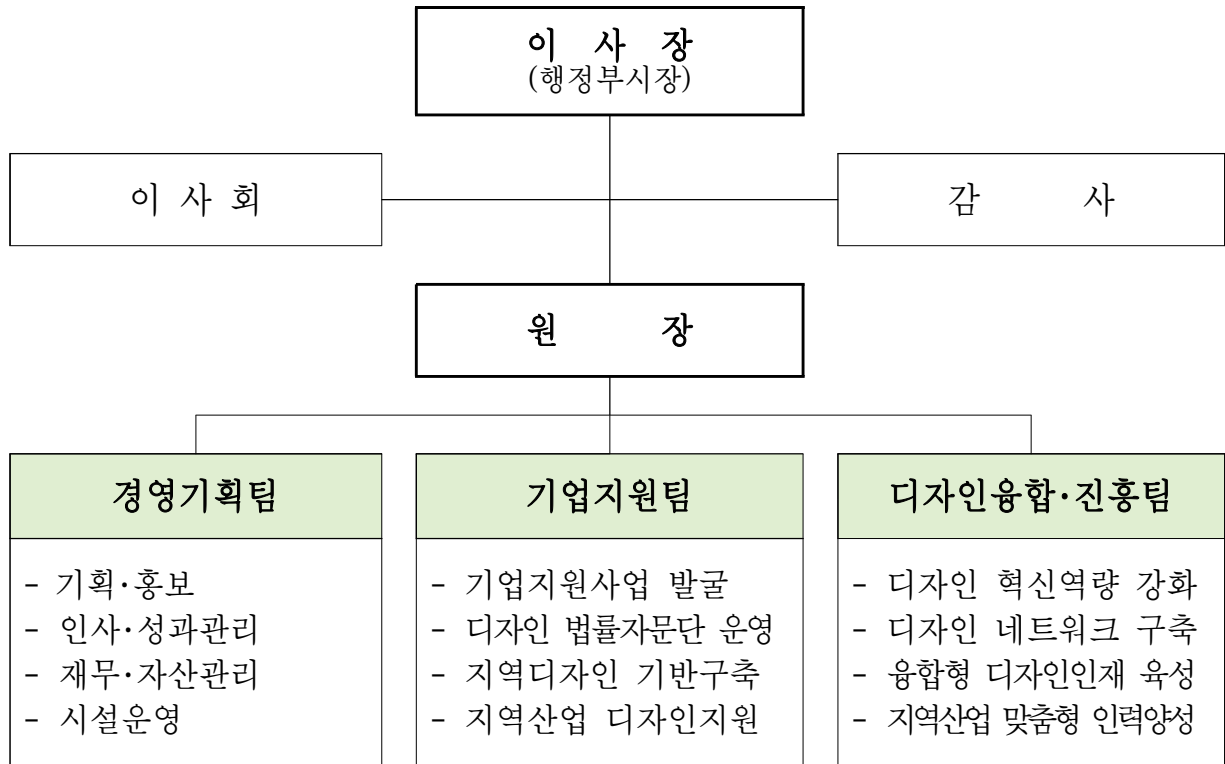 이 사 장
(행정부시장)
이 사 회
감 사
원 장
경영기획팀
- 기획·홍보
- 인사·성과관리
- 재무·자산관리
- 시설운영
기업지원팀
- 기업지원사업 발굴
- 디자인 법률자문단 운영
- 지역디자인 기반구축
- 지역산업 디자인지원
디자인융합·진흥팀
- 디자인 혁신역량 강화
- 디자인 네트워크 구축
- 융합형 디자인인재 육성
- 지역산업 맞춤형 인력양성